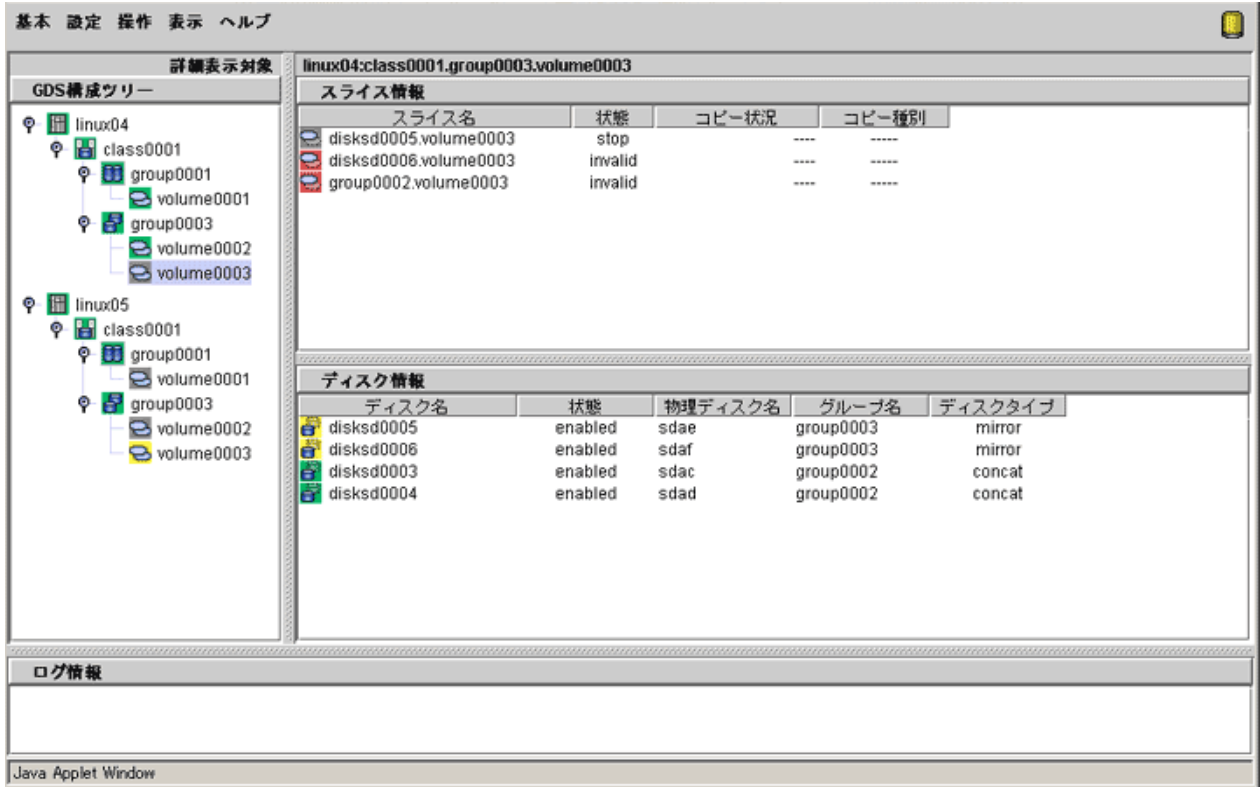 基本 設定 操作 表示 ヘルプ
詳細表示対象
GDS構成ツリー
linux04
class0001
group0001
volume0001
group0003
volume0002
volume0003
linux05
class0001
group0001
volume0001
group0003
volume0002
volume0003
linux04:class0001.group0003.volume0003
スライス情報
スライス名 状態 コピー状況 コピー種別
disksd0005.volume0003 stop ---- -----
disksd0006.volume0003 invalid ---- -----
group0002.volume0003 invalid ---- -----
ディスク情報
ディスク名 状態 物理ディスク名 グループ名 ディスクタイプ
disksd0005 enabled sdae group0003 mirror
disksd0006 enabled sdaf group0003 mirror
disksd0003 enabled sdac group0002 concat
disksd0004 enabled sdad group0002 concat
ログ情報
Java Applet Window